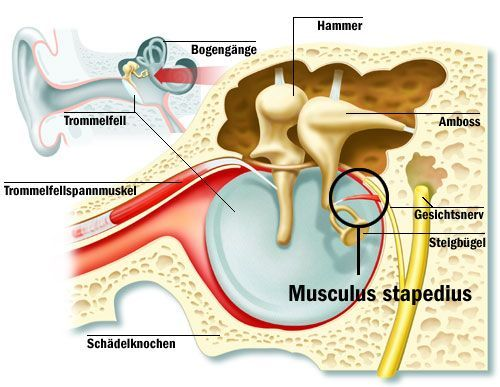 Hammer
Bogengänge
Trommelfell
Amboss
Trommelfellspannmuskel
Gesichtsnerv
Steigbügel
Musculus stapedius
Schädelknochen